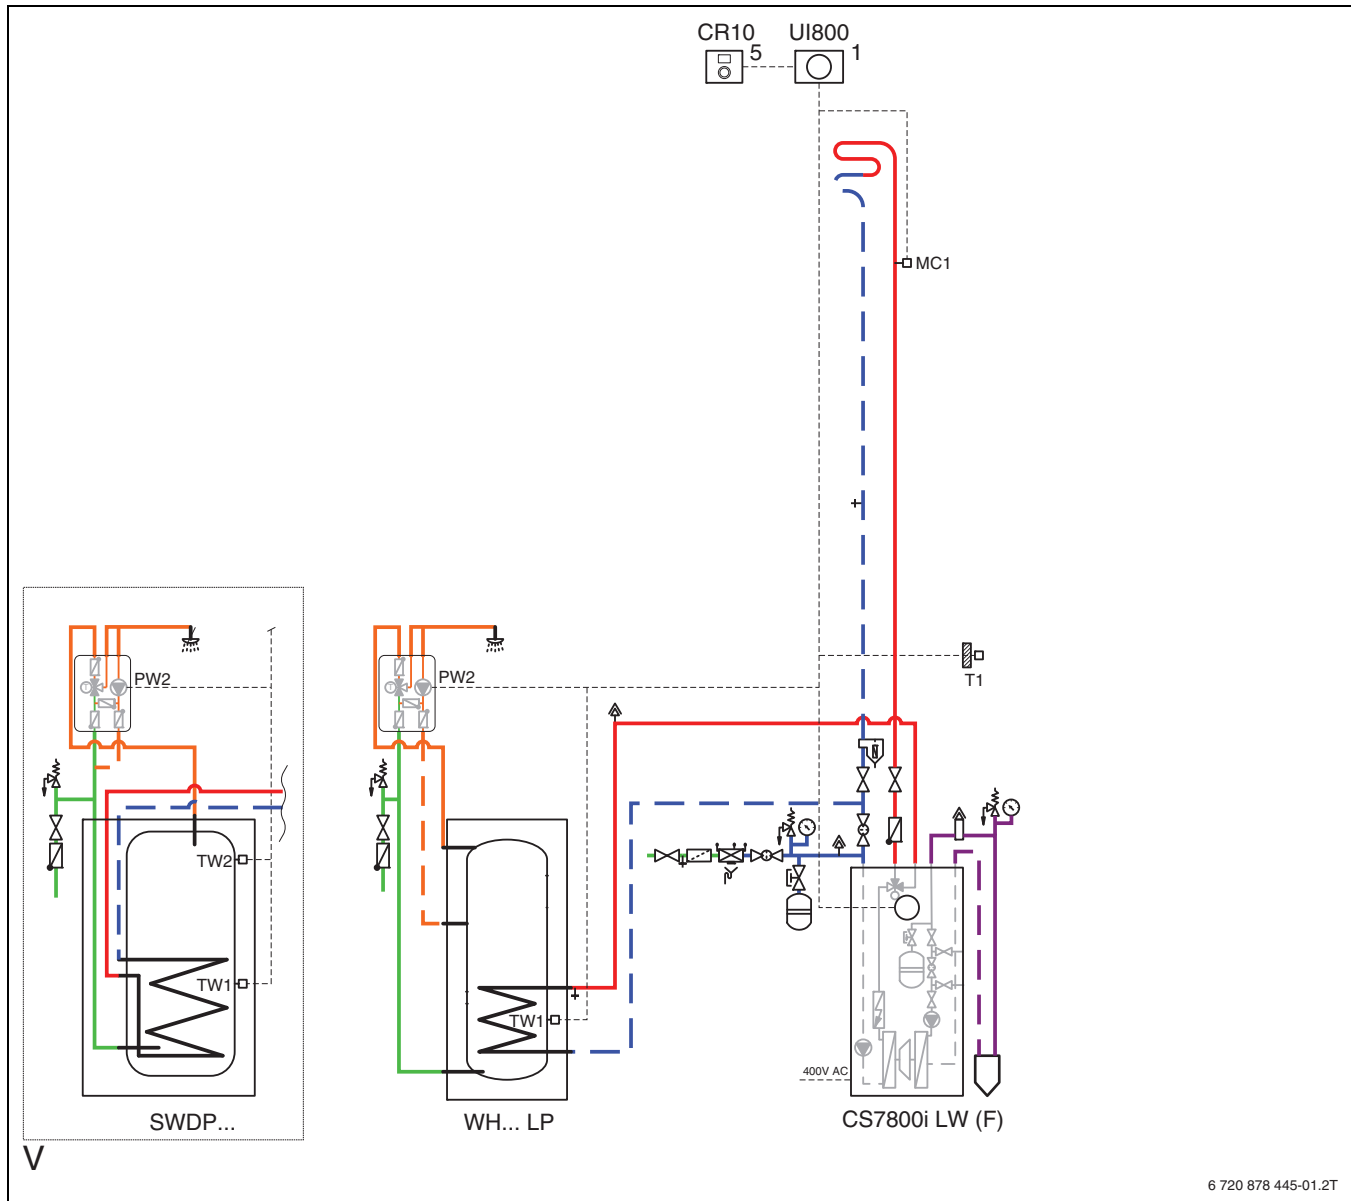 CR10 UI800
5 1
MC1
PW2 PW2
T1
T T
TW2
TW1 TW1
400V AC
SWDP... WH... LP CS7800i LW (F)
V
6 720 878 445-01.2T